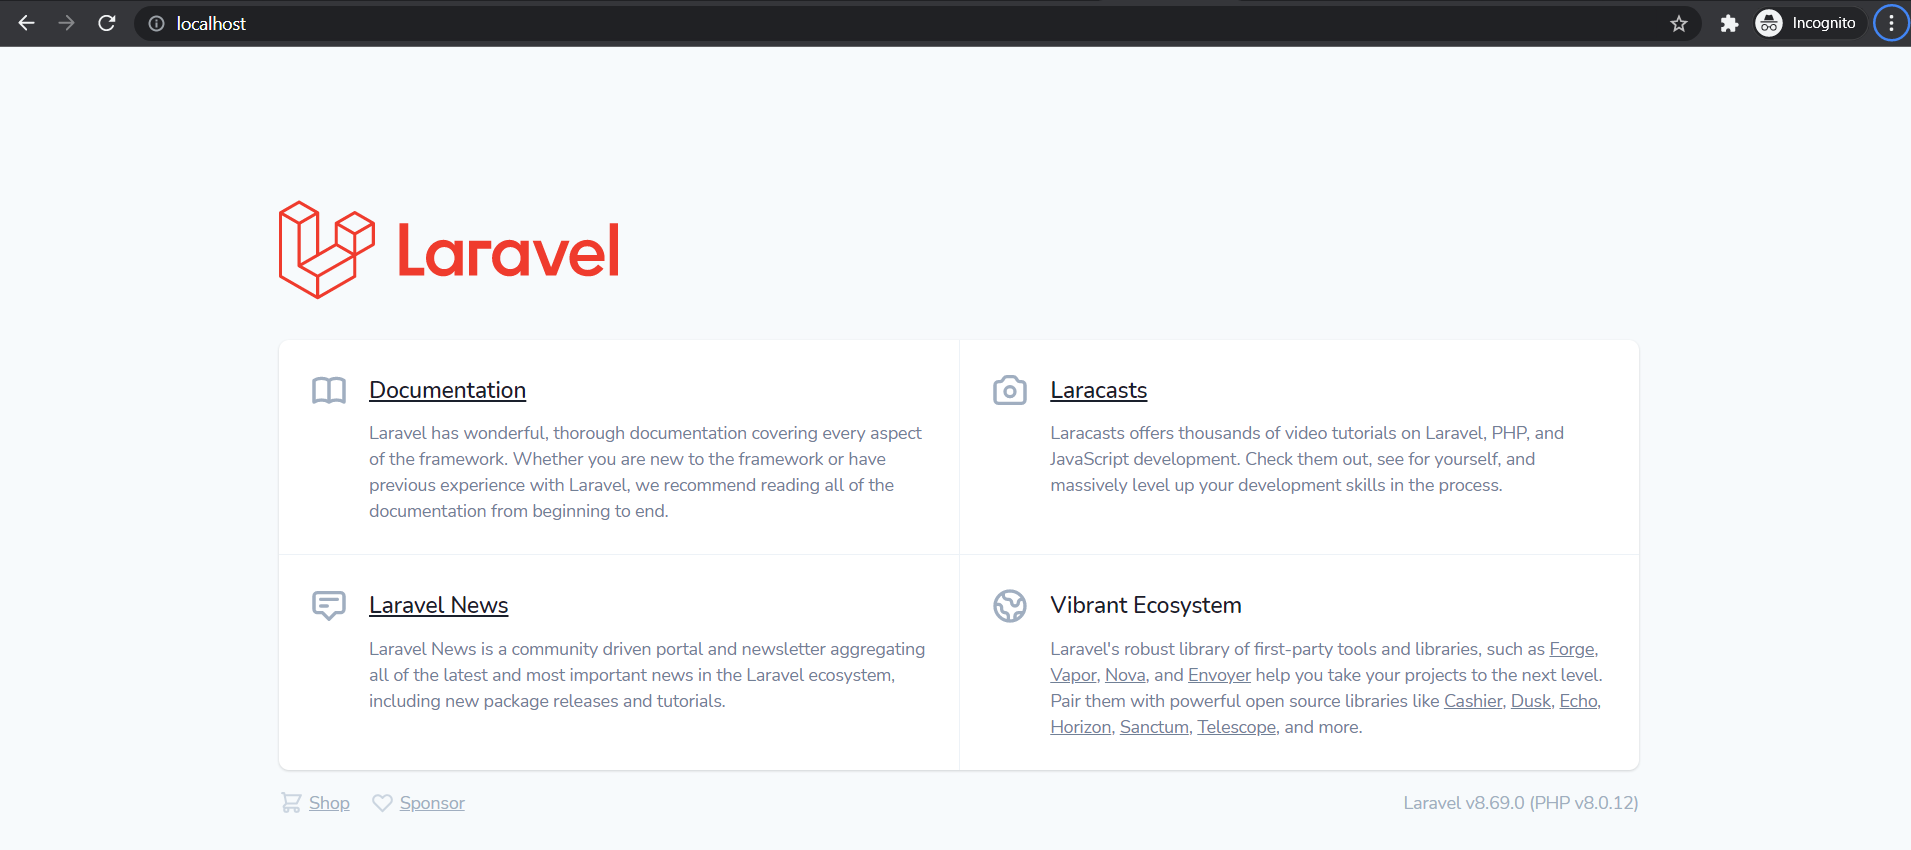 localhost
Incognito
Laravel
Documentation
Laravel has wonderful, thorough documentation covering every aspect
of the framework. Whether you are new to the framework or have
previous experience with Laravel, we recommend reading all of the
documentation from beginning to end.
Laracasts
Laracasts offers thousands of video tutorials on Laravel, PHP, and
JavaScript development. Check them out, see for yourself, and
massively level up your development skills in the process.
Laravel News
Laravel News is a community driven portal and newsletter aggregating
all of the latest and most important news in the Laravel ecosystem,
including new package releases and tutorials.
Vibrant Ecosystem
Laravel's robust library of first-party tools and libraries, such as Forge,
Vapor, Nova, and Envoyer help you take your projects to the next level.
Pair them with powerful open source libraries like Cashier, Dusk, Echo,
Horizon, Sanctum, Telescope, and more.
Shop
Sponsor
Laravel v8.69.0 (PHP v8.0.12)